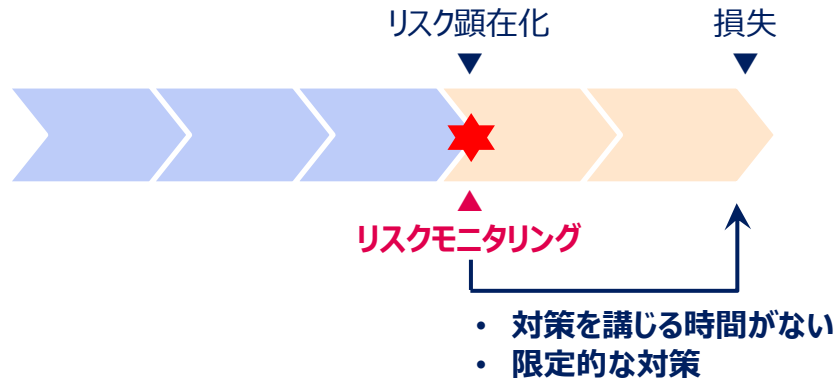 リスク顕在化
損失
リスクモニタリング
• 対策を講じる時間がない
• 限定的な対策